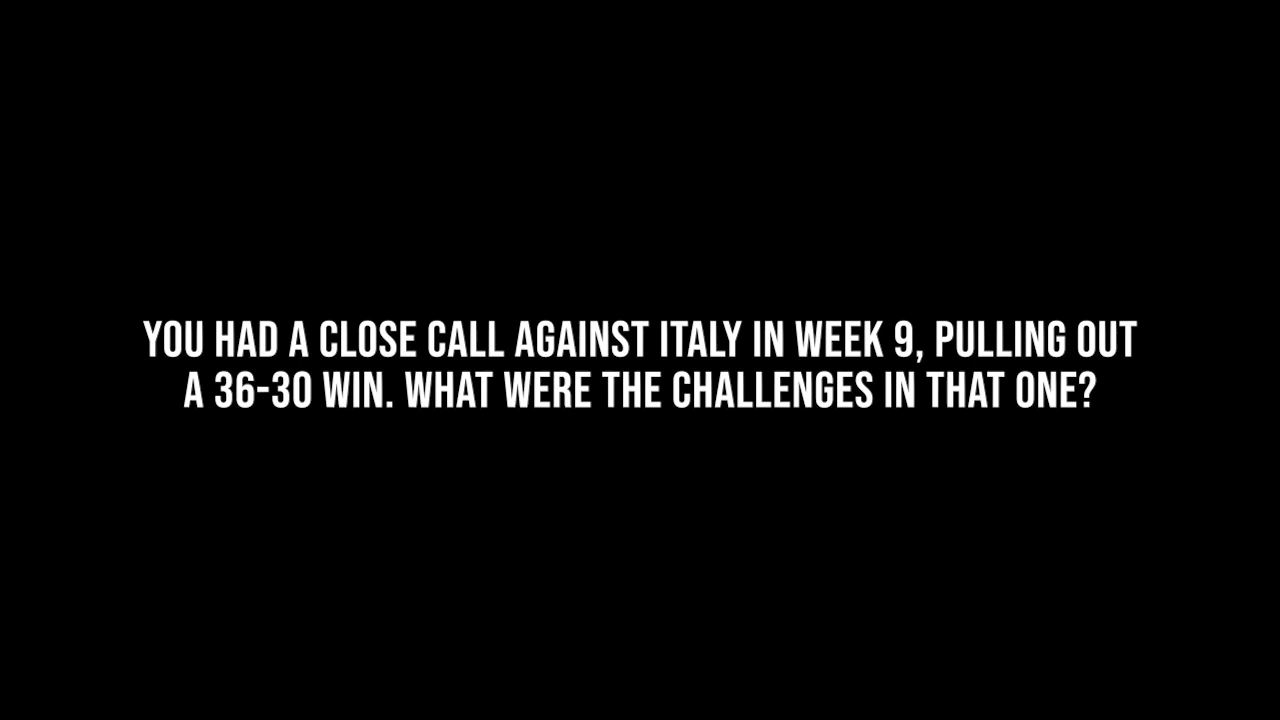 YOU HAD A CLOSE CALL AGAINST ITALY IN WEEK 9, PULLING OUT
A 36-30 WIN. WHAT WERE THE CHALLENGES IN THAT ONE?